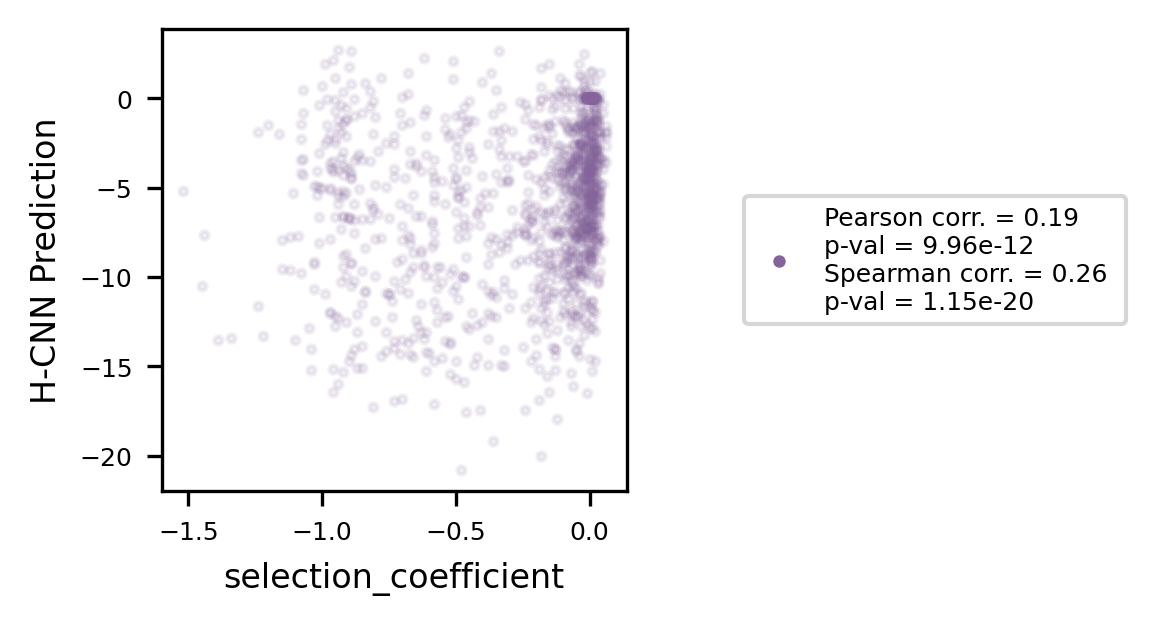 H-CNN Prediction
0
−5
−10
−15
−20
−1.5
−1.0
−0.5
0.0
selection_coefficient
Pearson corr. = 0.19
p-val = 9.96e-12
Spearman corr. = 0.26
p-val = 1.15e-20